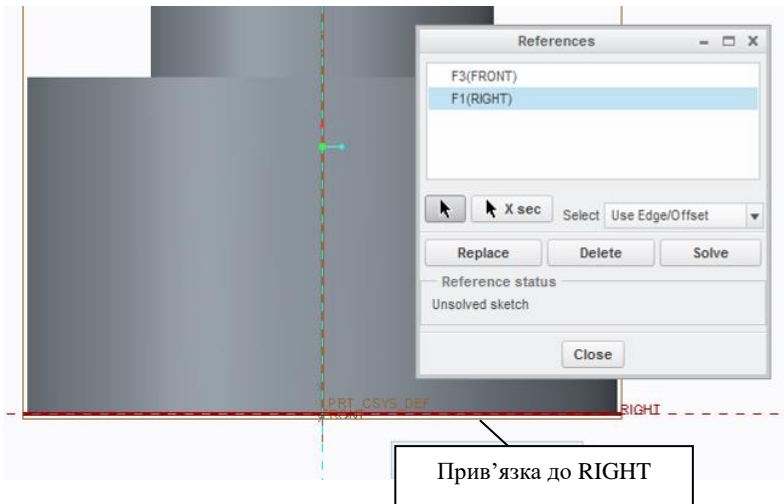 References
F3(FRONT)
F1(RIGHT)
X sec
Select
Use Edge/Offset
Replace
Delete
Solve
Reference status
Unsolved sketch
Close
PRT_CSYS_DEF
FRONT
RIGHT
Прив’язка до RIGHT